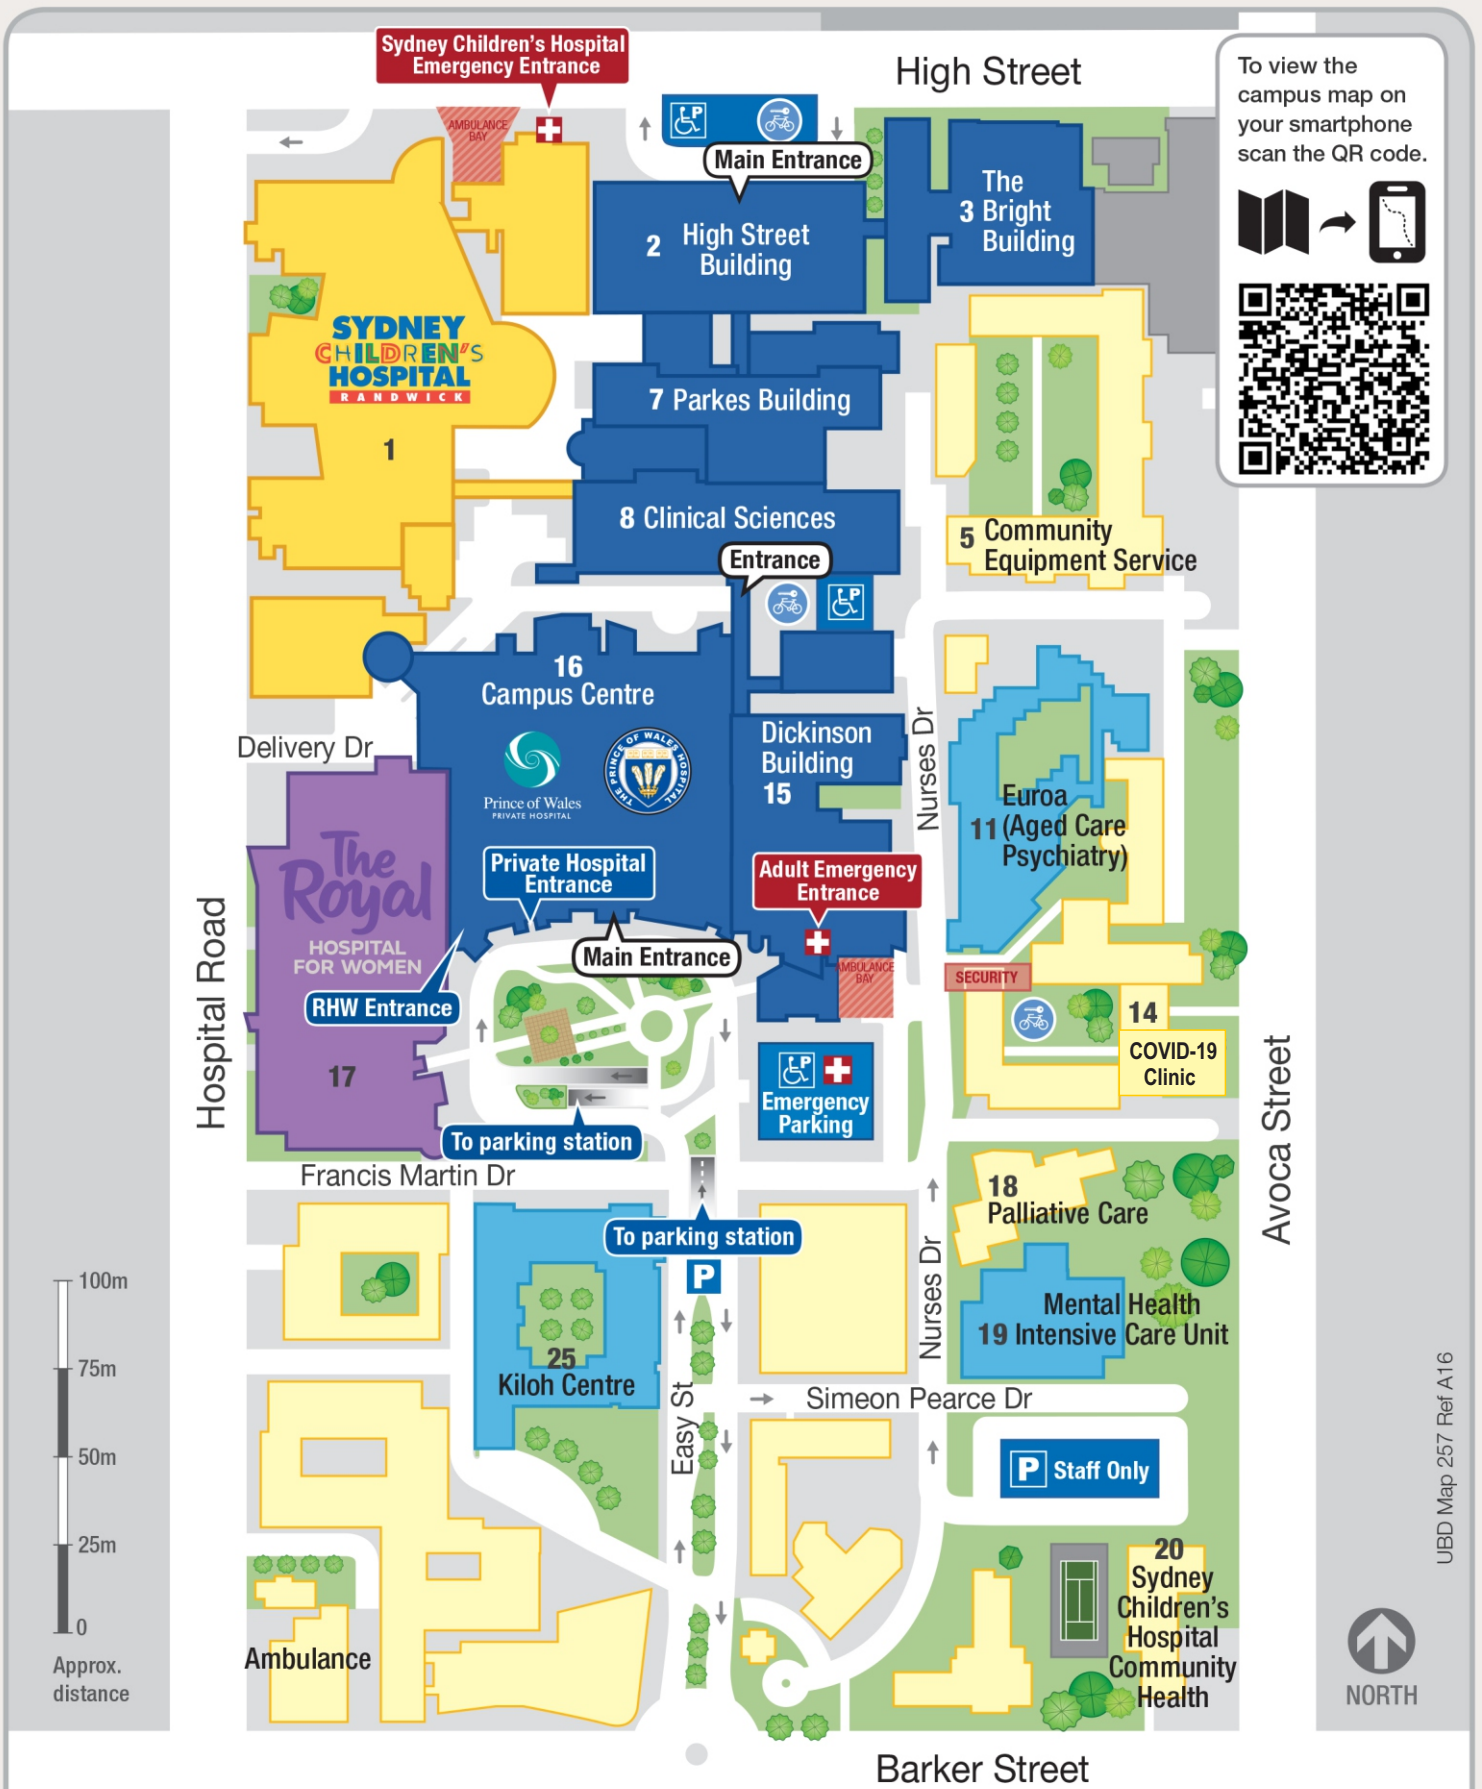 Sydney Children's Hospital
Emergency Entrance
High Street
To view the
campus map on
your smartphone
scan the QR code.
AMBULANCE
BAY
P
Main Entrance
2 High Street
Building
The
3 Bright
Building
SYDNEY
CHILDREN'S
HOSPITAL
RANDWICK
1
7 Parkes Building
8 Clinical Sciences
Entrance
P
5 Community
Equipment Service
16
Campus Centre
Prince of Wales
PRIVATE HOSPITAL
THE PRINCE OF WALES HOSPITAL
Dickinson
Building
15
Delivery Dr
Nurses Dr
Euroa
11 (Aged Care
Psychiatry)
The
Royal
HOSPITAL
FOR WOMEN
17
Private Hospital
Entrance
Adult Emergency
Entrance
Main Entrance
RHW Entrance
AMBULANCE
BAY
SECURITY
14
COVID-19
Clinic
Hospital Road
P
Emergency
Parking
To parking station
Francis Martin Dr
Avoca Street
18
Palliative Care
To parking station
P
Nurses Dr
Mental Health
19 Intensive Care Unit
25
Kiloh Centre
Easy St
Simeon Pearce Dr
P Staff Only
100m
75m
50m
25m
0
Approx.
distance
Ambulance
20
Sydney
Children's
Hospital
Community
Health
UBD Map 257 Ref A16
NORTH
Barker Street